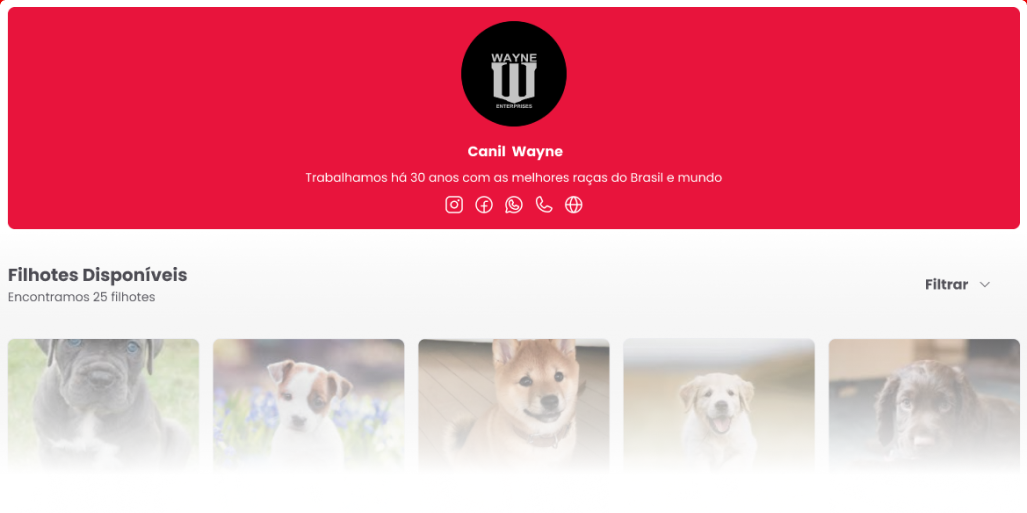 WAYNE
ENTERPRISES
Canil Wayne
Trabalhamos há 30 anos com as melhores raças do Brasil e mundo
Filhotes Disponíveis
Encontramos 25 filhotes
Filtrar